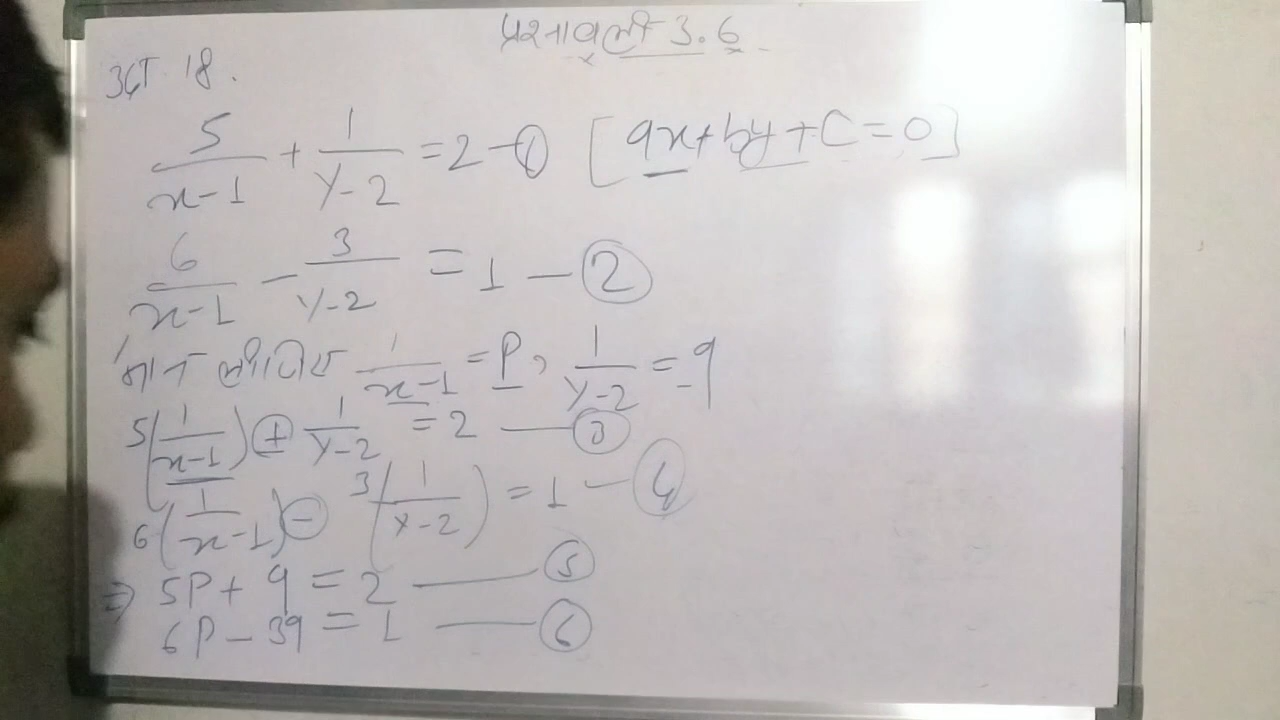 प्रश्नावली 3.6
उदा. 18.
5/(x-1) + 1/(y-2) = 2 - ① [ax+by+c=0]
6/(x-1) - 3/(y-2) = 1 - ②
मान लीजिये 1/(x-1) = P, 1/(y-2) = q
5(1/(x-1)) + 1/(y-2) = 2 — ③
6(1/(x-1)) - 3(1/(y-2)) = 1 - ④
⇒ 5P + q = 2 — ⑤
6P - 3q = 1 — ⑥